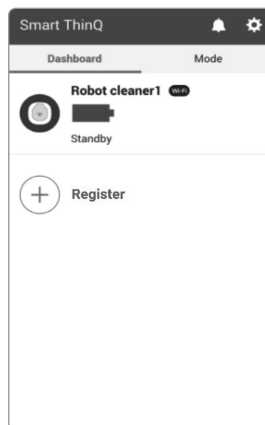 Smart ThinQ
Dashboard Mode
Robot cleaner1 Wi-Fi
Standby
Register